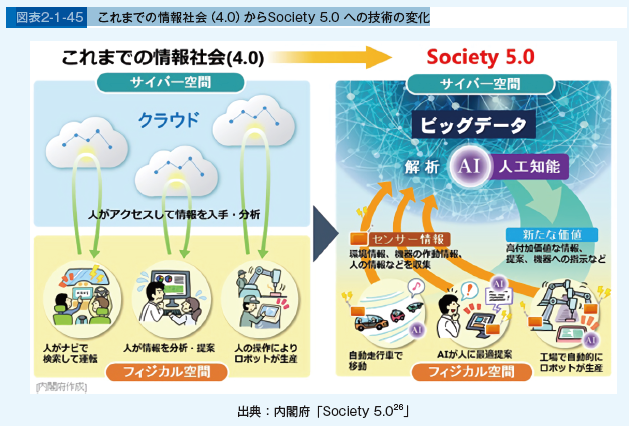 図表2-1-45 これまでの情報社会（4.0）からSociety 5.0 への技術の変化
これまでの情報社会(4.0)
Society 5.0
サイバー空間
クラウド
人がアクセスして情報を入手・分析
人がナビで
検索して運転
人が情報を分析・提案
人の操作により
ロボットが生産
フィジカル空間
[内閣府作成]
サイバー空間
ビッグデータ
解析 AI 人工知能
センサー情報
環境情報、機器の作動情報、
人の情報などを収集
新たな価値
高付加価値な情報、
提案、機器への指示など
AI
AI
AI
自動走行車で
移動
AIが人に最適提案
工場で自動的に
ロボットが生産
フィジカル空間
出典：内閣府「Society 5.0²⁶」